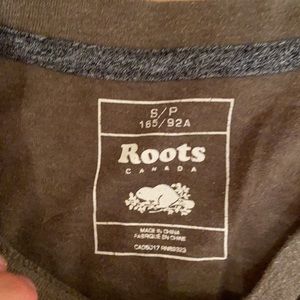 S/P
165/92A
Roots
CANADA
MADE IN CHINA
FABRIQUÉ EN CHINE